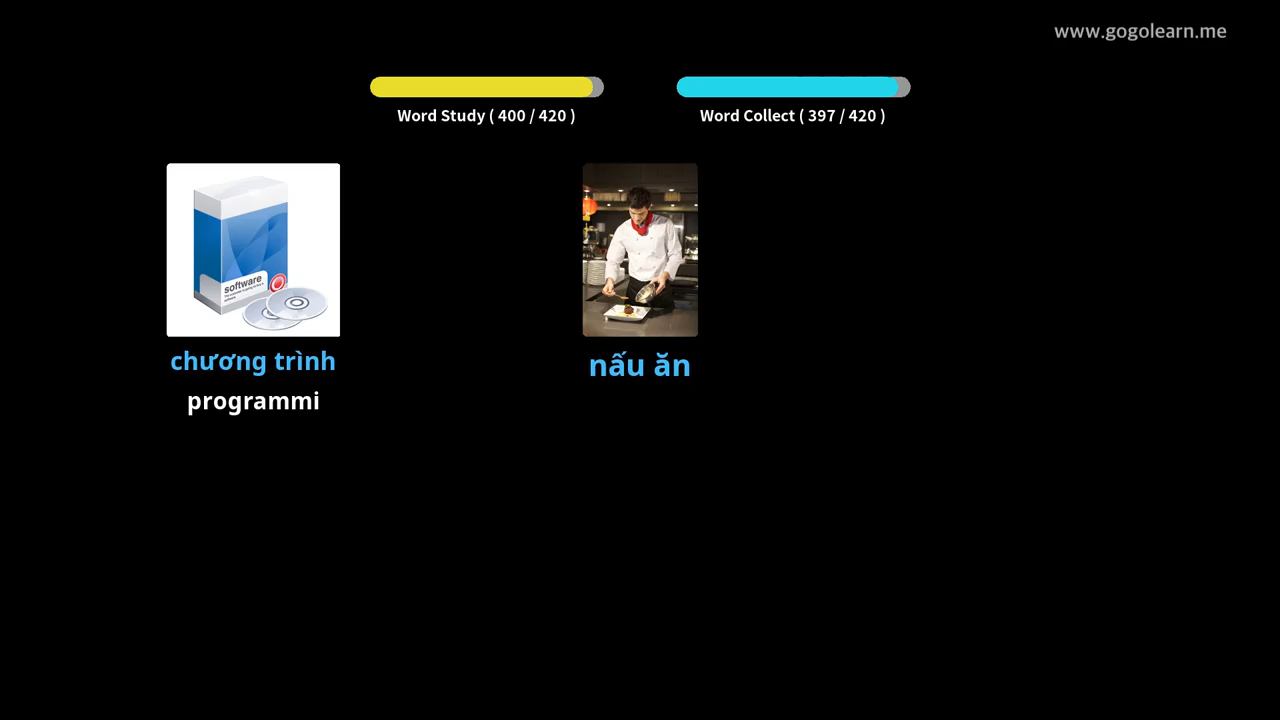 www.gogolearn.me
Word Study ( 400 / 420 )
Word Collect ( 397 / 420 )
software
chương trình
programmi
nấu ăn